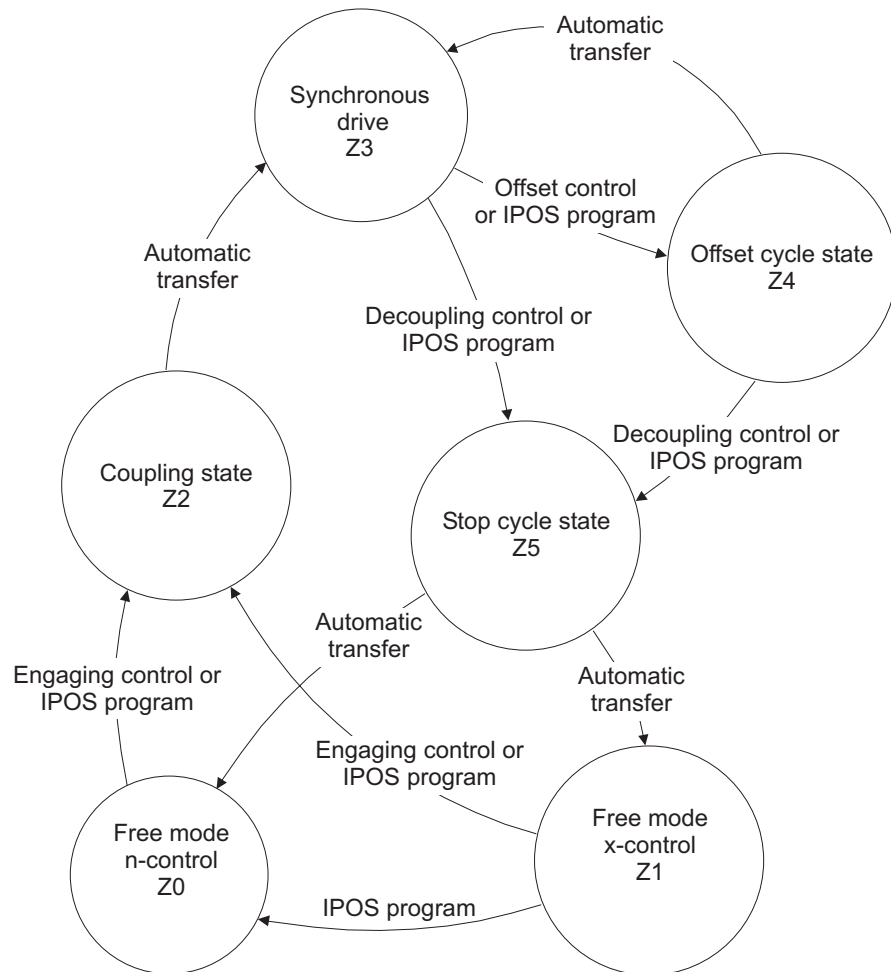 Automatic
transfer
Synchronous
drive
Z3
Offset control
or IPOS program
Offset cycle state
Z4
Automatic
transfer
Decoupling control or
IPOS program
Decoupling control or
IPOS program
Coupling state
Z2
Stop cycle state
Z5
Automatic
transfer
Engaging control or
IPOS program
Automatic
transfer
Engaging control or
IPOS program
Free mode
n-control
Z0
Free mode
x-control
Z1
IPOS program